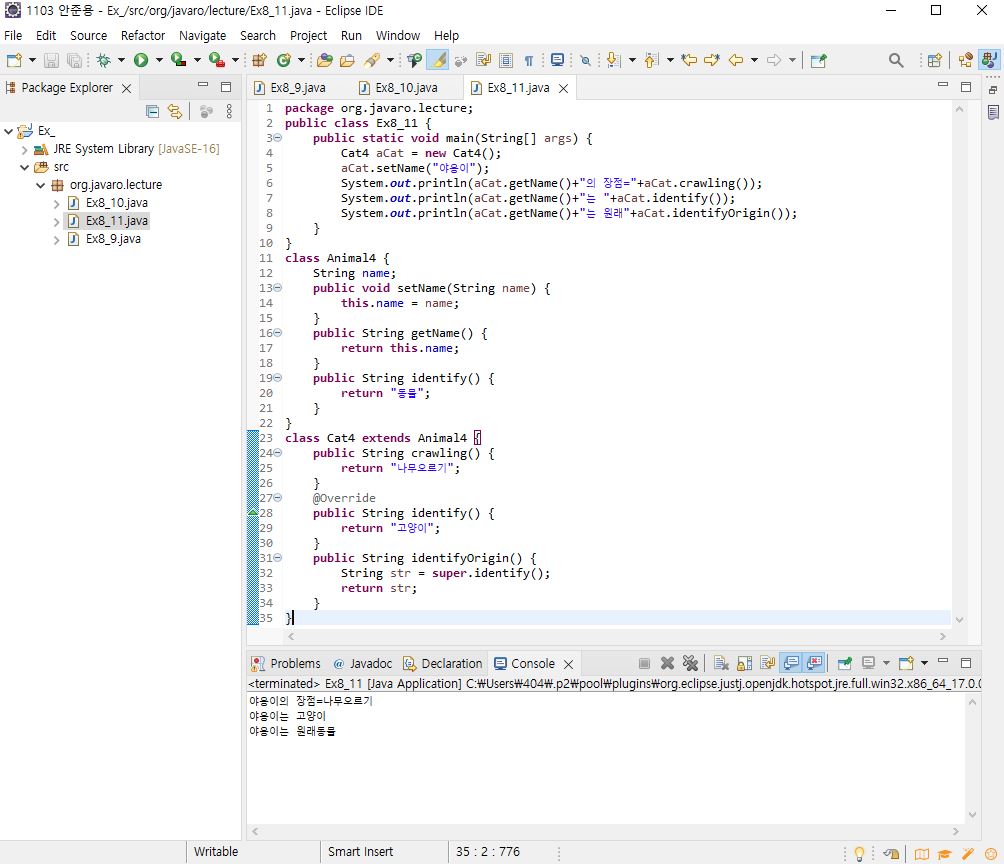 1103 안준용 - Ex_/src/org/javaro/lecture/Ex8_11.java - Eclipse IDE
File Edit Source Refactor Navigate Search Project Run Window Help
Package Explorer
Ex_
JRE System Library [JavaSE-16]
src
org.javaro.lecture
Ex8_10.java
Ex8_11.java
Ex8_9.java
Ex8_9.java Ex8_10.java Ex8_11.java
1 package org.javaro.lecture;
2 public class Ex8_11 {
3 public static void main(String[] args) {
4 Cat4 aCat = new Cat4();
5 aCat.setName("야옹이");
6 System.out.println(aCat.getName()+"의 장점="+aCat.crawling());
7 System.out.println(aCat.getName()+"는 "+aCat.identify());
8 System.out.println(aCat.getName()+"는 원래"+aCat.identifyOrigin());
9 }
10 }
11 class Animal4 {
12 String name;
13 public void setName(String name) {
14 this.name = name;
15 }
16 public String getName() {
17 return this.name;
18 }
19 public String identify() {
20 return "동물";
21 }
22 }
23 class Cat4 extends Animal4 {
24 public String crawling() {
25 return "나무오르기";
26 }
27 @Override
28 public String identify() {
29 return "고양이";
30 }
31 public String identifyOrigin() {
32 String str = super.identify();
33 return str;
34 }
35 }
Problems @ Javadoc Declaration Console
<terminated> Ex8_11 [Java Application] C:₩Users₩404₩.p2₩pool₩plugins₩org.eclipse.justj.openjdk.hotspot.jre.full.win32.x86_64_17.0.0
야옹이의 장점=나무오르기
야옹이는 고양이
야옹이는 원래동물
Writable Smart Insert 35 : 2 : 776